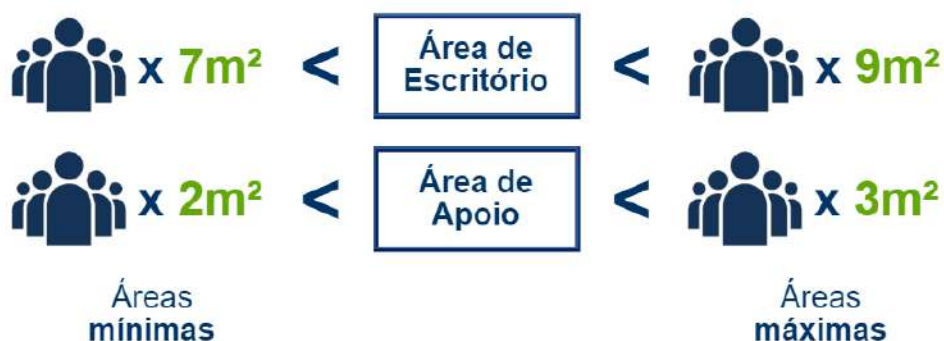 x 7m² < Área de Escritório < x 9m²
x 2m² < Área de Apoio < x 3m²
Áreas mínimas
Áreas máximas